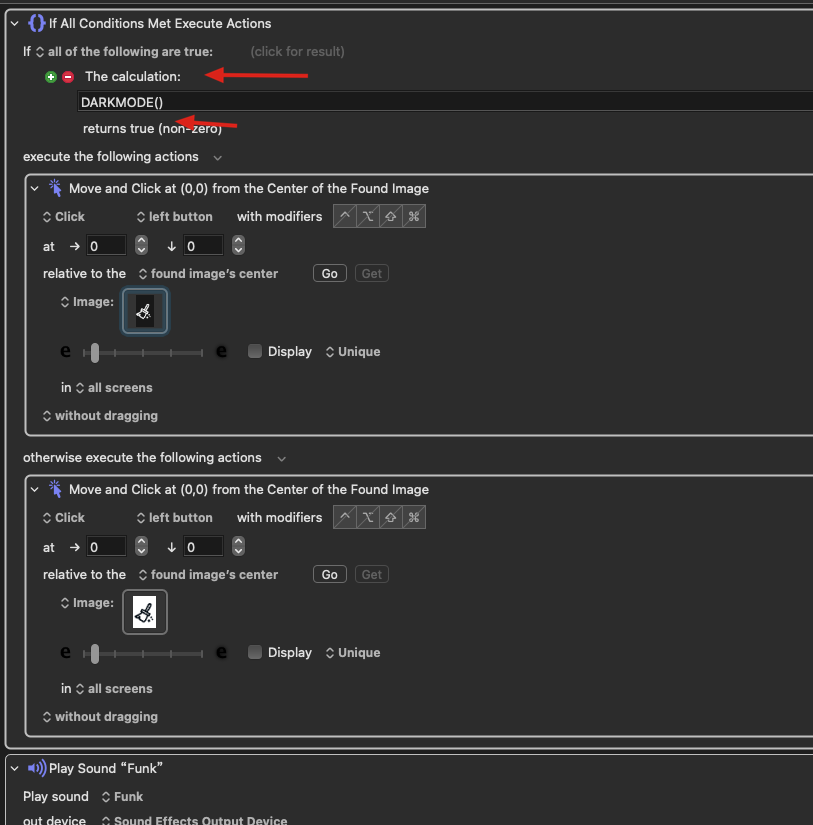 If All Conditions Met Execute Actions
If all of the following are true: (click for result)
The calculation:
DARKMODE()
returns true (non-zero)
execute the following actions
Move and Click at (0,0) from the Center of the Found Image
Click left button with modifiers ^ ⌥ ⇧ ⌘
at → 0 ↓ 0
relative to the found image's center Go Get
Image:
e e Display Unique
in all screens
without dragging
otherwise execute the following actions
Move and Click at (0,0) from the Center of the Found Image
Click left button with modifiers ^ ⌥ ⇧ ⌘
at → 0 ↓ 0
relative to the found image's center Go Get
Image:
e e Display Unique
in all screens
without dragging
Play Sound “Funk”
Play sound Funk
out device Sound Effects Output Device